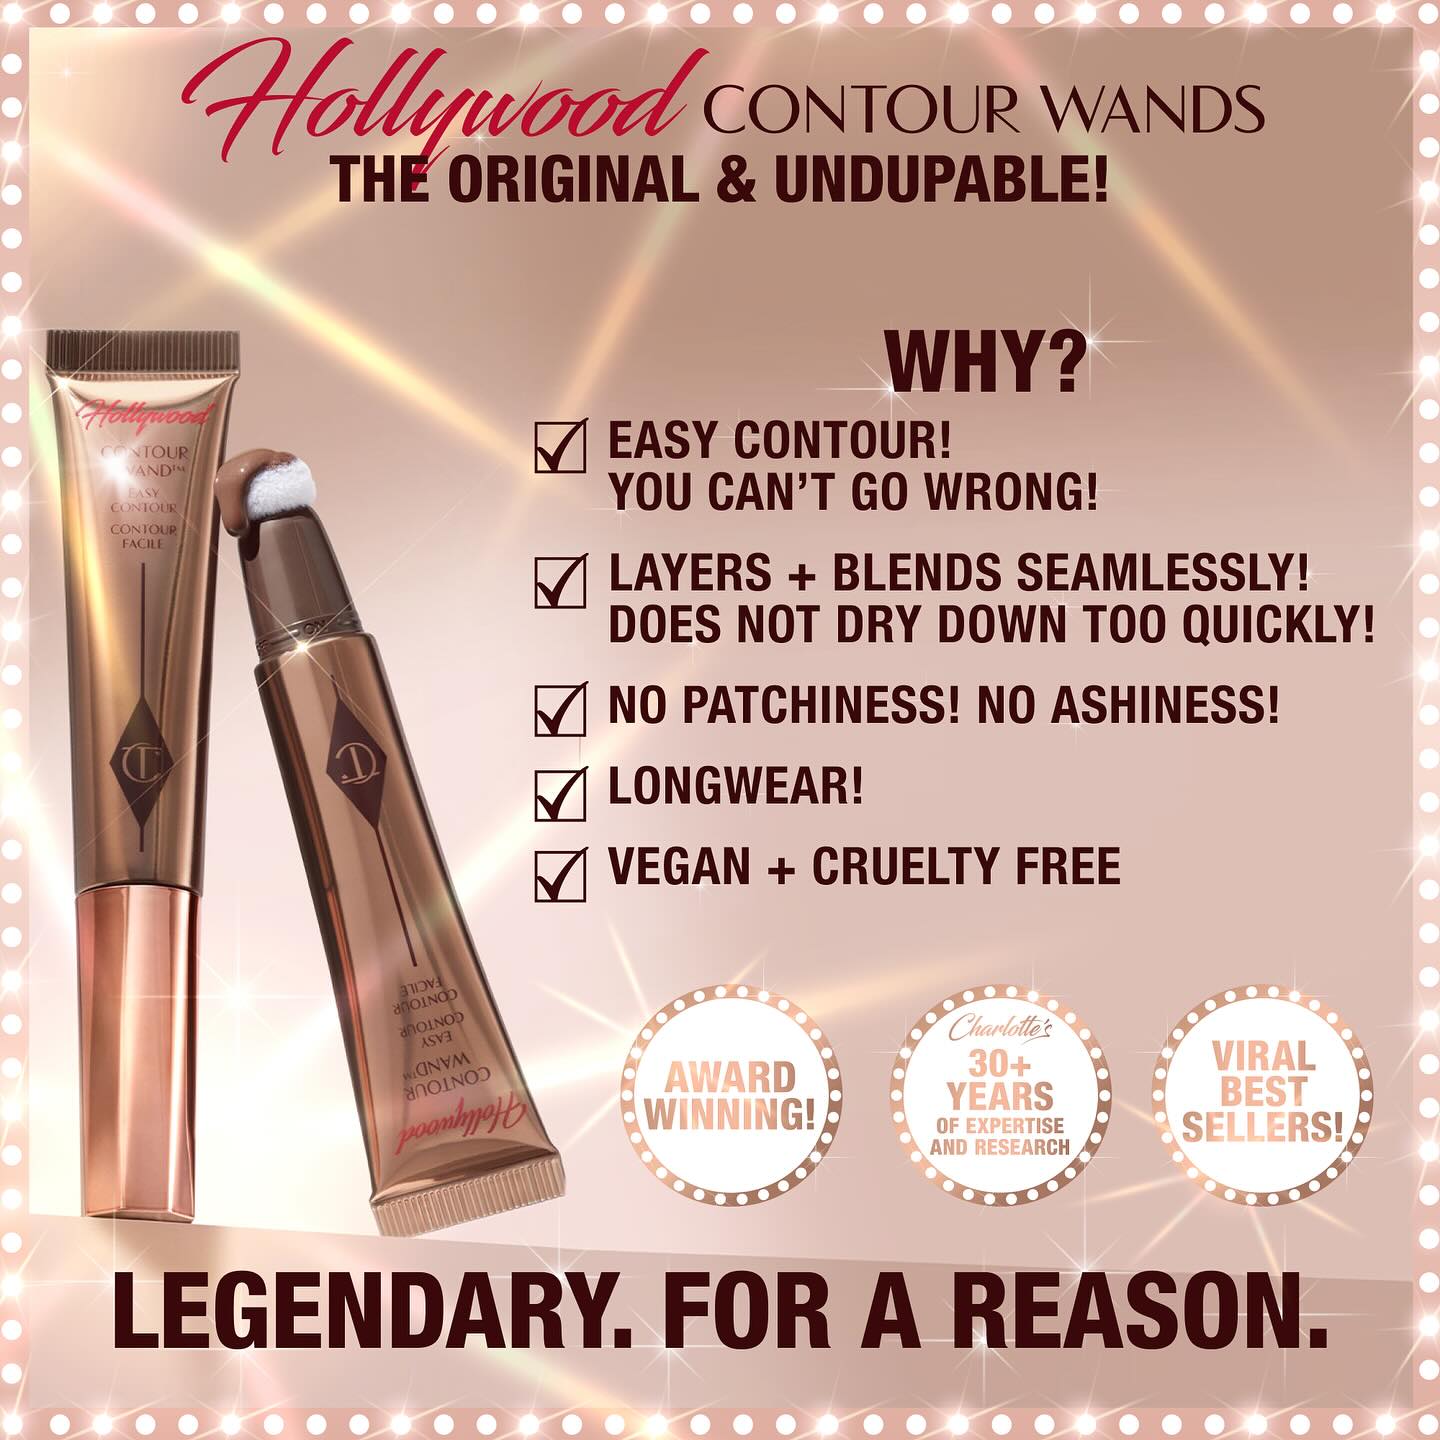 Hollywood CONTOUR WANDS
THE ORIGINAL & UNDUPABLE!
WHY?
EASY CONTOUR!
YOU CAN'T GO WRONG!
LAYERS + BLENDS SEAMLESSLY!
DOES NOT DRY DOWN TOO QUICKLY!
NO PATCHINESS! NO ASHINESS!
LONGWEAR!
VEGAN + CRUELTY FREE
Hollywood
CONTOUR
WAND™
EASY
CONTOUR
CONTOUR
FACILE
ON
Hollywood
CONTOUR
WAND™
EASY
CONTOUR
CONTOUR
FACILE
AWARD
WINNING!
Charlotte's
30+
YEARS
OF EXPERTISE
AND RESEARCH
VIRAL
BEST
SELLERS!
LEGENDARY. FOR A REASON.